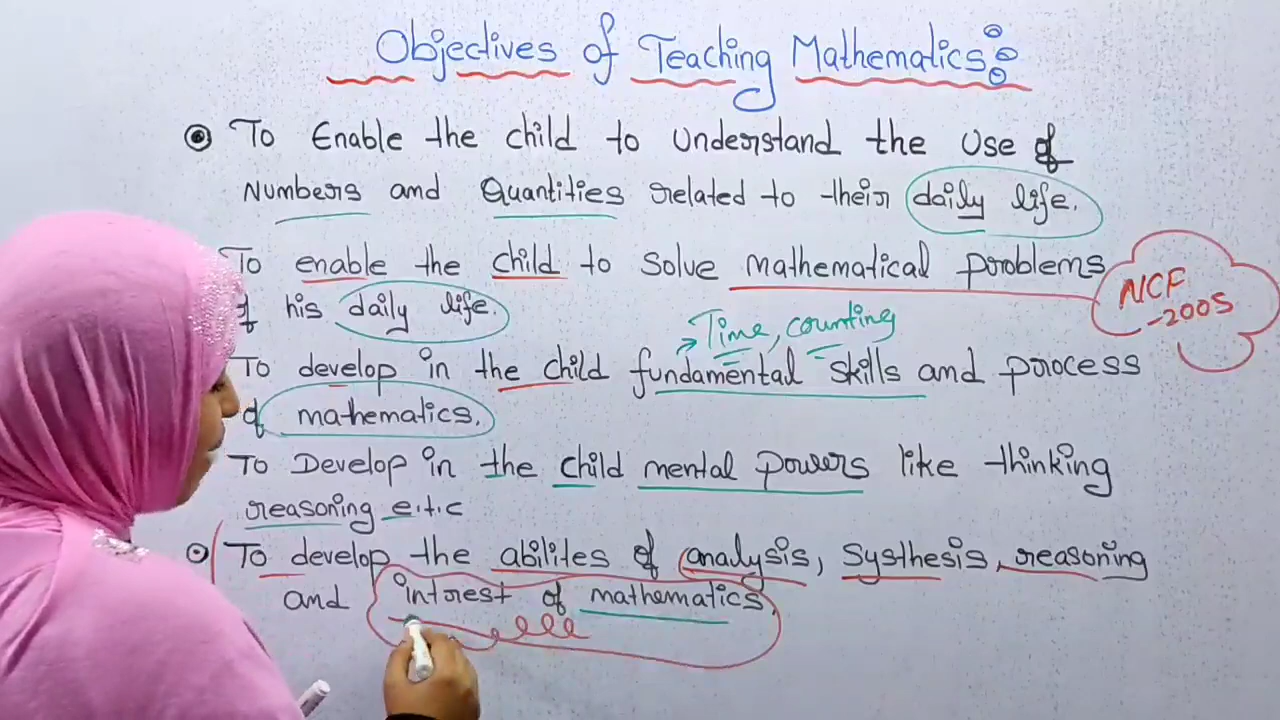 Objectives of Teaching Mathematics:
To Enable the child to Understand the Use of
Numbers and Quantities related to their daily life.
To enable the child to solve mathematical problems
of his daily life.
NCF
-2005
→ Time, counting
To develop in the child fundamental skills and process
of mathematics.
To Develop in the child mental powers like thinking
reasoning e.t.c
To develop the abilites of analysis, systhesis, reasoning
and intrest of mathematics.